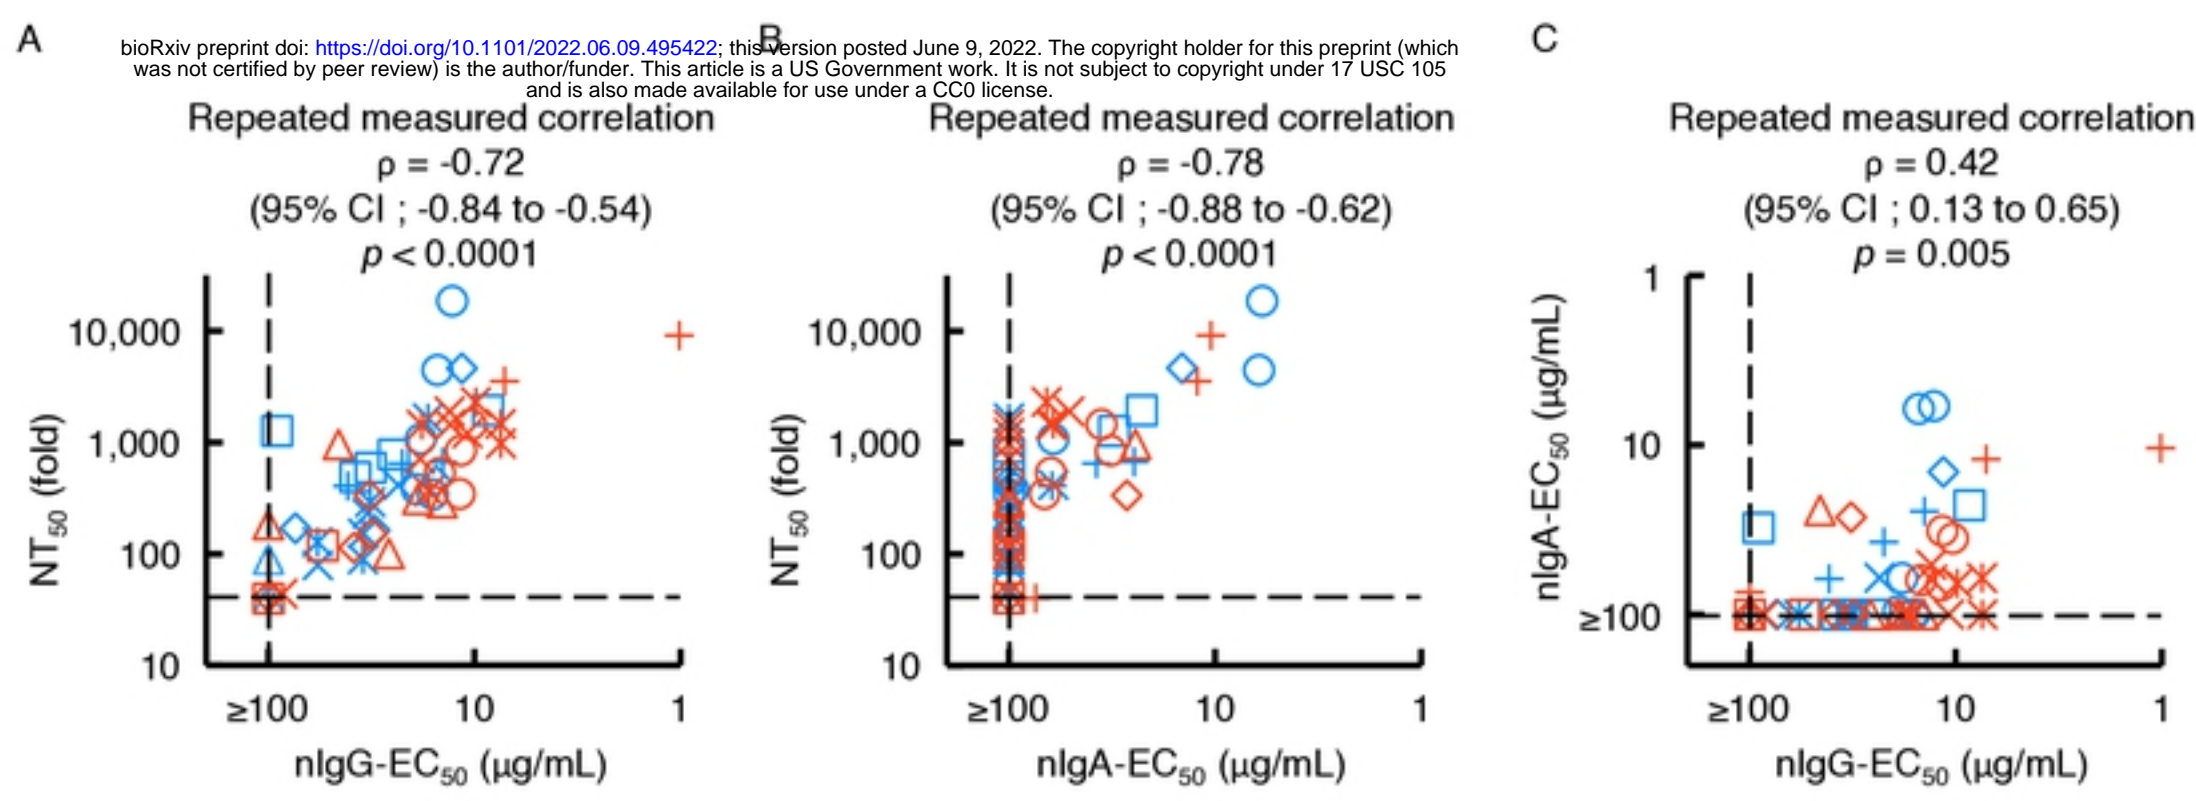 A
B
C
bioRxiv preprint doi: https://doi.org/10.1101/2022.06.09.495422; this version posted June 9, 2022. The copyright holder for this preprint (which
was not certified by peer review) is the author/funder. This article is a US Government work. It is not subject to copyright under 17 USC 105
and is also made available for use under a CC0 license.
Repeated measured correlation
ρ = -0.72
(95% CI ; -0.84 to -0.54)
p < 0.0001
NT50 (fold)
10,000
1,000
100
10
≥100
10
1
nIgG-EC50 (µg/mL)
Repeated measured correlation
ρ = -0.78
(95% CI ; -0.88 to -0.62)
p < 0.0001
NT50 (fold)
10,000
1,000
100
10
≥100
10
1
nIgA-EC50 (µg/mL)
Repeated measured correlation
ρ = 0.42
(95% CI ; 0.13 to 0.65)
p = 0.005
nIgA-EC50 (µg/mL)
1
10
≥100
≥100
10
1
nIgG-EC50 (µg/mL)